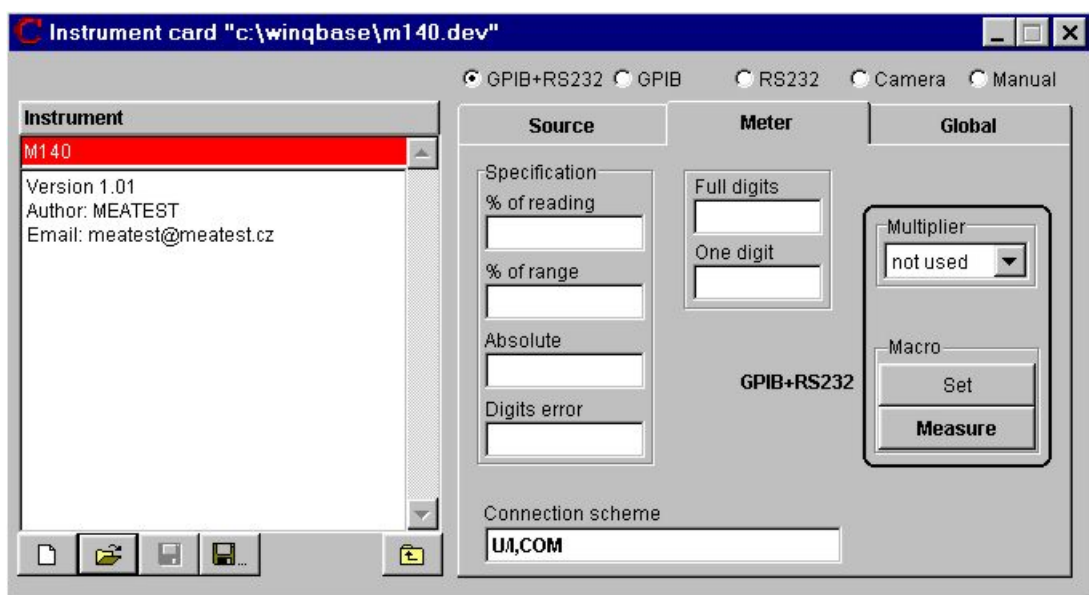 Instrument card "c:\winqbase\m140.dev"
GPIB+RS232 GPIB RS232 Camera Manual
Instrument
M140
Version 1.01
Author: MEATEST
Email: meatest@meatest.cz
Source Meter Global
Specification
% of reading
% of range
Absolute
Digits error
Full digits
One digit
GPIB+RS232
Multiplier
not used
Macro
Set
Measure
Connection scheme
U/I,COM